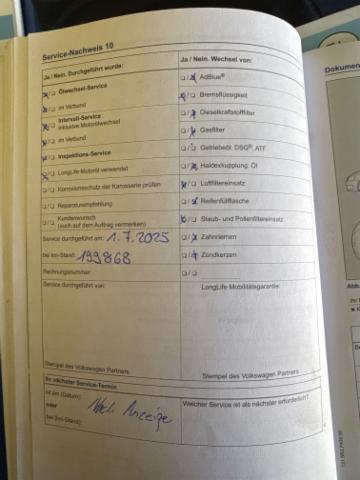 Service-Nachweis 10
Ja / Nein. Durchgeführt wurde:
Ölwechsel-Service
im Verbund
Intervall-Service
inklusive Motorölwechsel
im Verbund
Inspektions-Service
LongLife Motoröl verwendet
Korrosionsschutz der Karosserie prüfen
Reparaturempfehlung
Kundenwunsch
(auch auf dem Auftrag vermerken)
Service durchgeführt am: 1.7.2025
bei km-Stand: 199868
Rechnungsnummer:
Service durchgeführt von:
Stempel des Volkswagen Partners
Ja / Nein. Wechsel von:
AdBlue®
Bremsflüssigkeit
Dieselkraftstofffilter
Gasfilter
Getriebeöl: DSQ®, ATF
Haldexkupplung: Öl
Luftfiltereinsatz
Reifenfüllflasche
Staub- und Pollenfiltereinsatz
Zahnriemen
Zündkerzen
LongLife Mobilitätsgarantie:
Stempel des Volkswagen Partners
Ihr nächster Service-Termin
ist am (Datum)
oder
bei (km-Stand):
Nach Anzeige
Welcher Service ist als nächster erforderlich?
Dokumen
Abb.